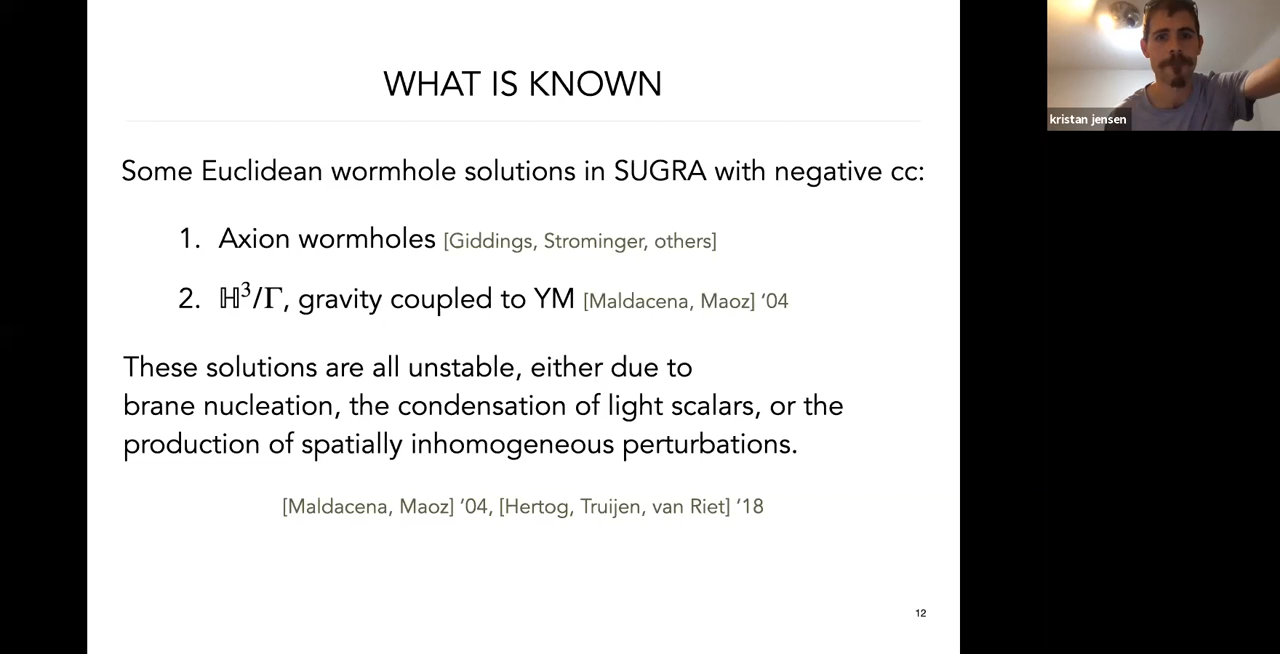 WHAT IS KNOWN
kristan jensen
Some Euclidean wormhole solutions in SUGRA with negative cc:
1. Axion wormholes [Giddings, Strominger, others]
2. ℍ³/Γ, gravity coupled to YM [Maldacena, Maoz] ‘04
These solutions are all unstable, either due to
brane nucleation, the condensation of light scalars, or the
production of spatially inhomogeneous perturbations.
[Maldacena, Maoz] ‘04, [Hertog, Truijen, van Riet] ‘18
12